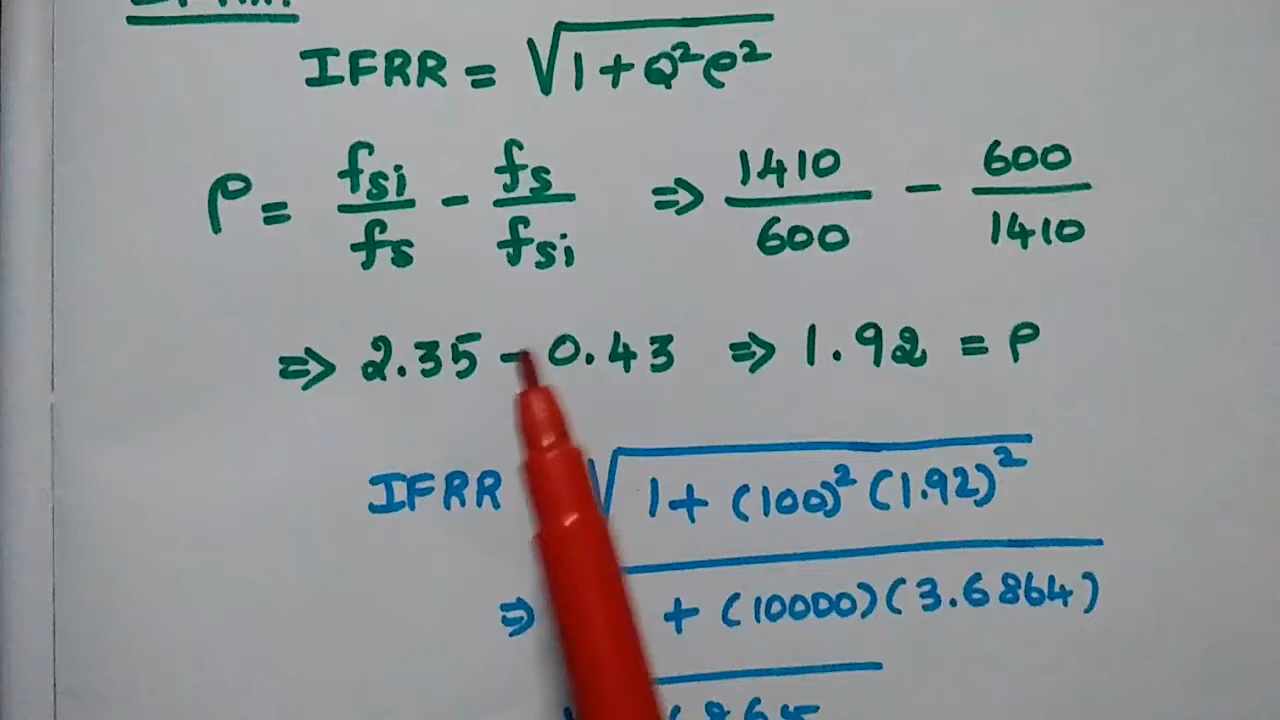 IFRR = √1+Q²ρ²
ρ = fsi/fs - fs/fsi ⇒ 1410/600 - 600/1410
⇒ 2.35 - 0.43 ⇒ 1.92 = ρ
IFRR √1 + (100)² (1.92)²
⇒ + (10000) (3.6864)